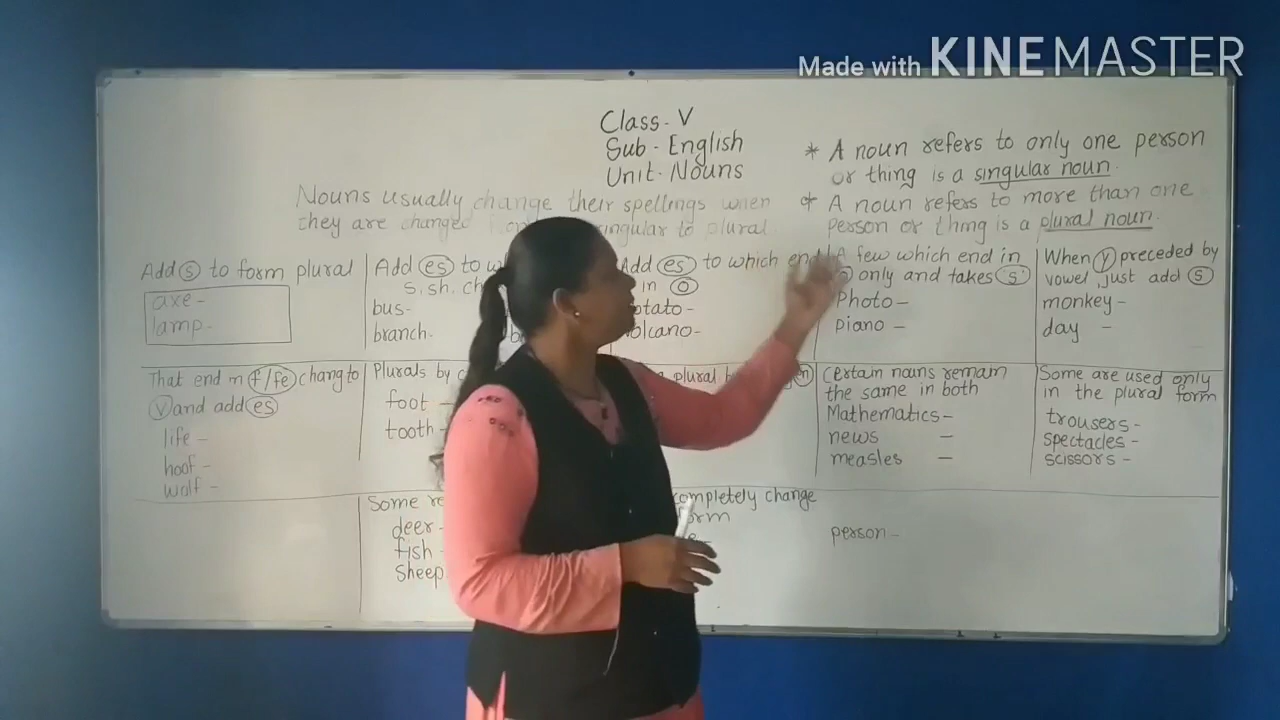 Made with KINEMASTER
Class - V
Sub - English
Unit - Nouns
* A noun refers to only one person
or thing is a singular noun.
* A noun refers to more than one
person or thing is a plural noun.
Nouns usually change their spellings when
they are changed singular to plural
Add s to form plural
axe -
lamp -
Add es to
s, sh, ch
bus -
branch -
Add es to which end
in o
potato -
volcano -
A few which end in
o only and takes 's'
Photo -
piano -
When y preceded by
vowel, just add s
monkey -
day -
That end in f/fe chang to
v and add es
life -
hoof -
walf -
Plurals by
foot -
tooth -
plural
Certain nouns remain
the same in both
Mathematics -
news -
measles -
Some are used only
in the plural form
trousers -
spectacles -
scissors -
Some
deer -
fish -
Sheep
completely change
form
person -